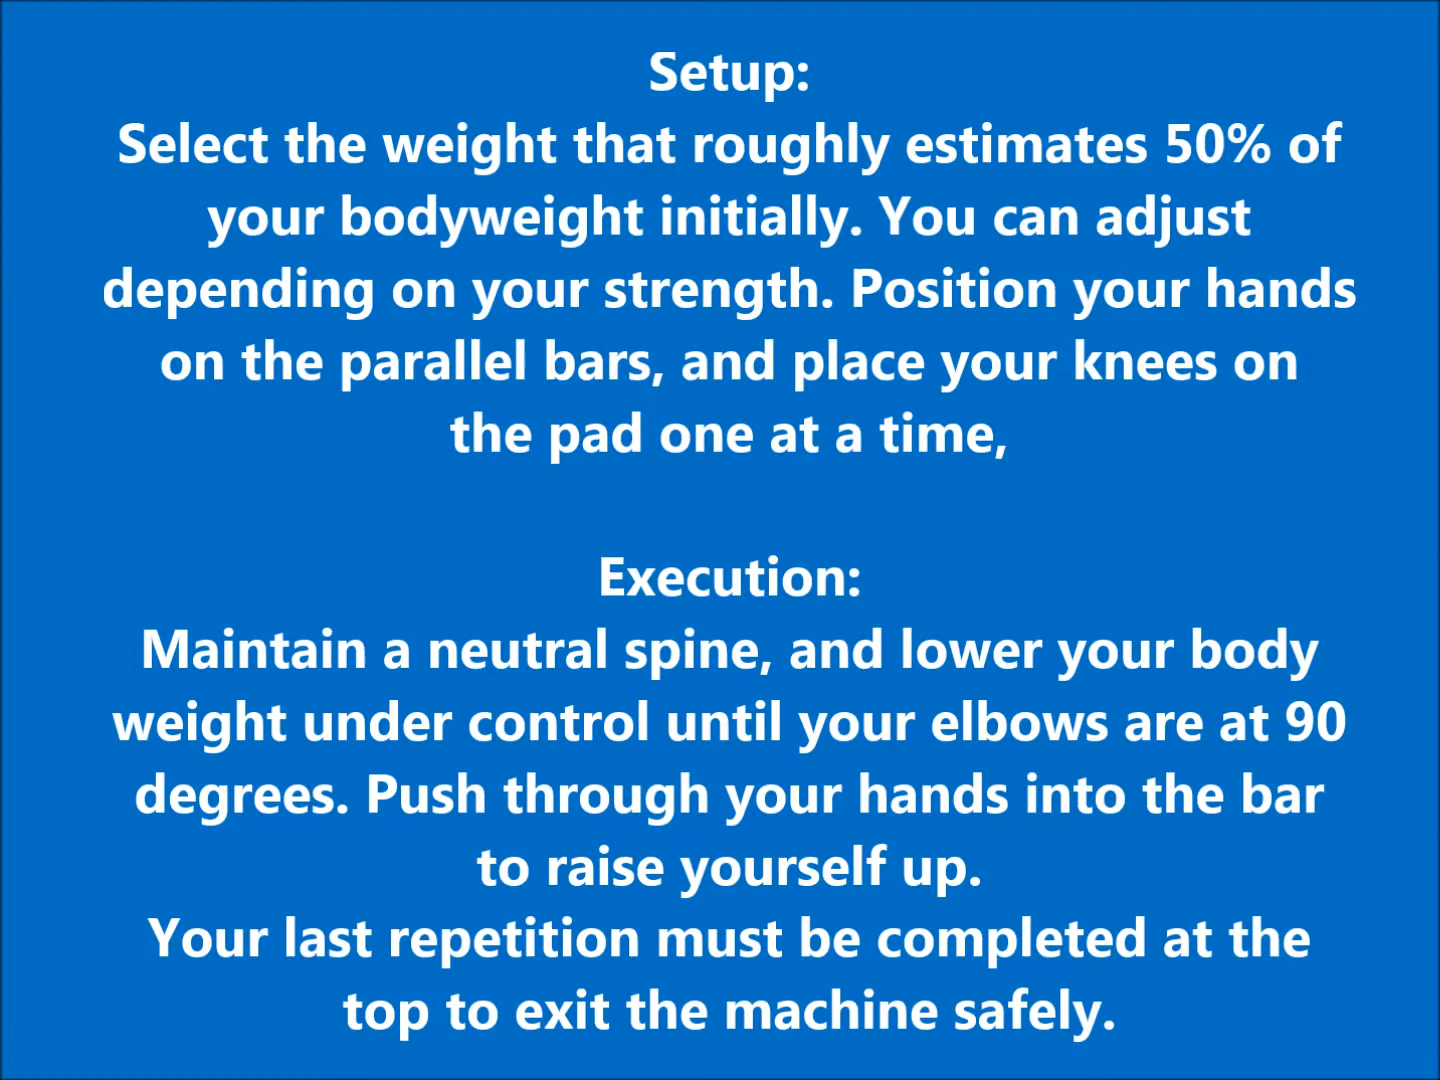 Setup:
Select the weight that roughly estimates 50% of
your bodyweight initially. You can adjust
depending on your strength. Position your hands
on the parallel bars, and place your knees on
the pad one at a time,
Execution:
Maintain a neutral spine, and lower your body
weight under control until your elbows are at 90
degrees. Push through your hands into the bar
to raise yourself up.
Your last repetition must be completed at the
top to exit the machine safely.